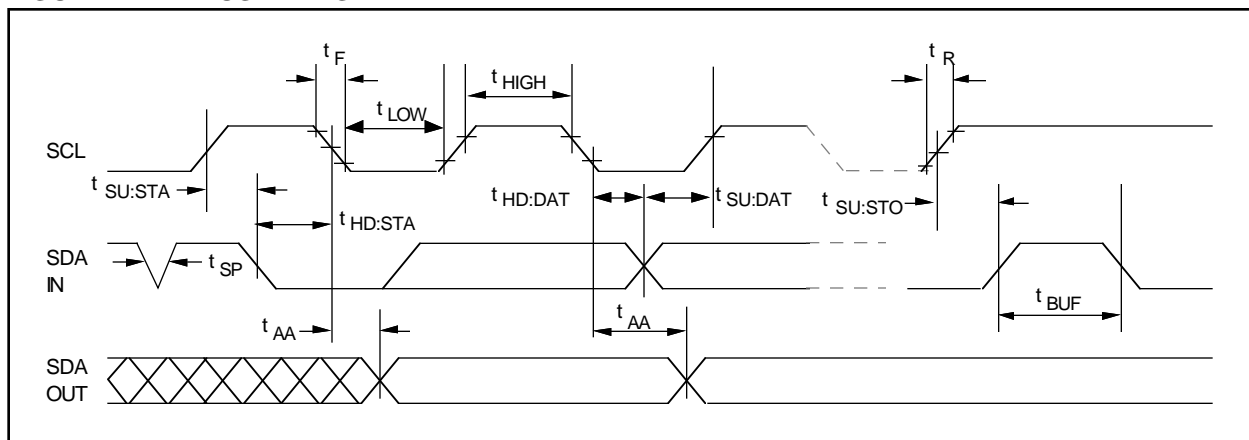 t F
t HIGH
t R
t LOW
SCL
t SU:STA
t HD:DAT
t SU:DAT
t SU:STO
t HD:STA
SDA
IN
t SP
t BUF
t AA
t AA
SDA
OUT